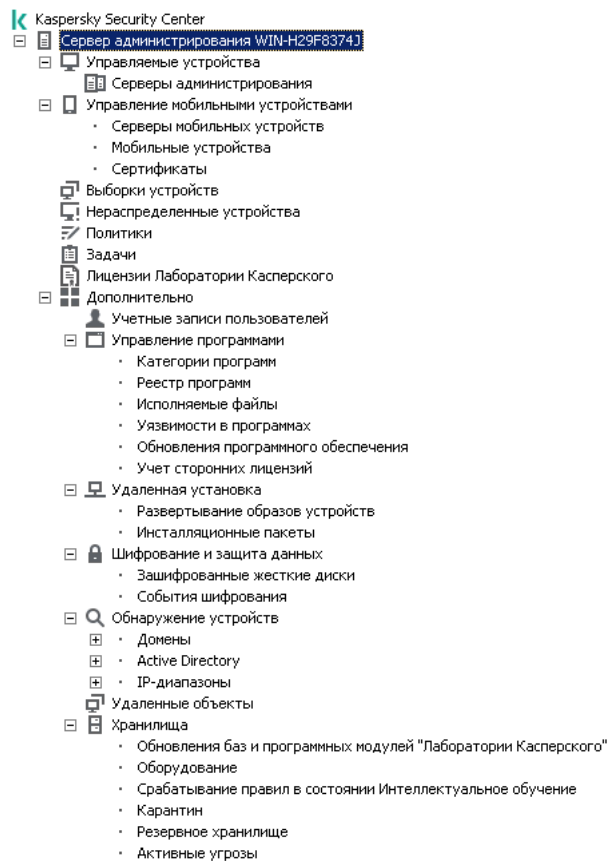 Kaspersky Security Center
Сервер администрирования WIN-H29F8374J
Управляемые устройства
Серверы администрирования
Управление мобильными устройствами
Серверы мобильных устройств
Мобильные устройства
Сертификаты
Выборки устройств
Нераспределенные устройства
Политики
Задачи
Лицензии Лаборатории Касперского
Дополнительно
Учетные записи пользователей
Управление программами
Категории программ
Реестр программ
Исполняемые файлы
Уязвимости в программах
Обновления программного обеспечения
Учет сторонних лицензий
Удаленная установка
Развертывание образов устройств
Инсталляционные пакеты
Шифрование и защита данных
Зашифрованные жесткие диски
События шифрования
Обнаружение устройств
Домены
Active Directory
IP-диапазоны
Удаленные объекты
Хранилища
Обновления баз и программных модулей "Лаборатории Касперского"
Оборудование
Срабатывание правил в состоянии Интеллектуальное обучение
Карантин
Резервное хранилище
Активные угрозы